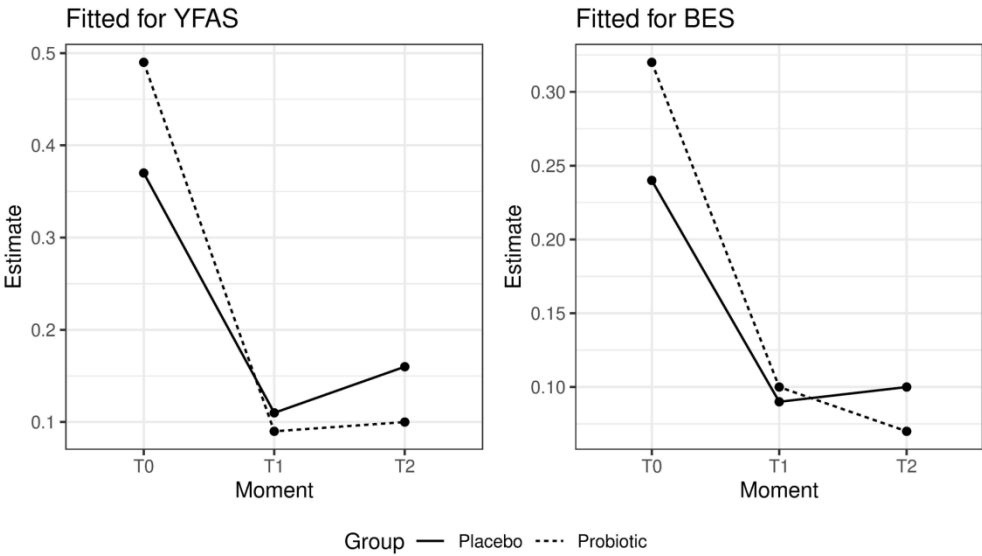 Fitted for YFAS
Estimate
0.5
0.4
0.3
0.2
0.1
T0 T1 T2
Moment
Fitted for BES
Estimate
0.30
0.25
0.20
0.15
0.10
T0 T1 T2
Moment
Group Placebo Probiotic